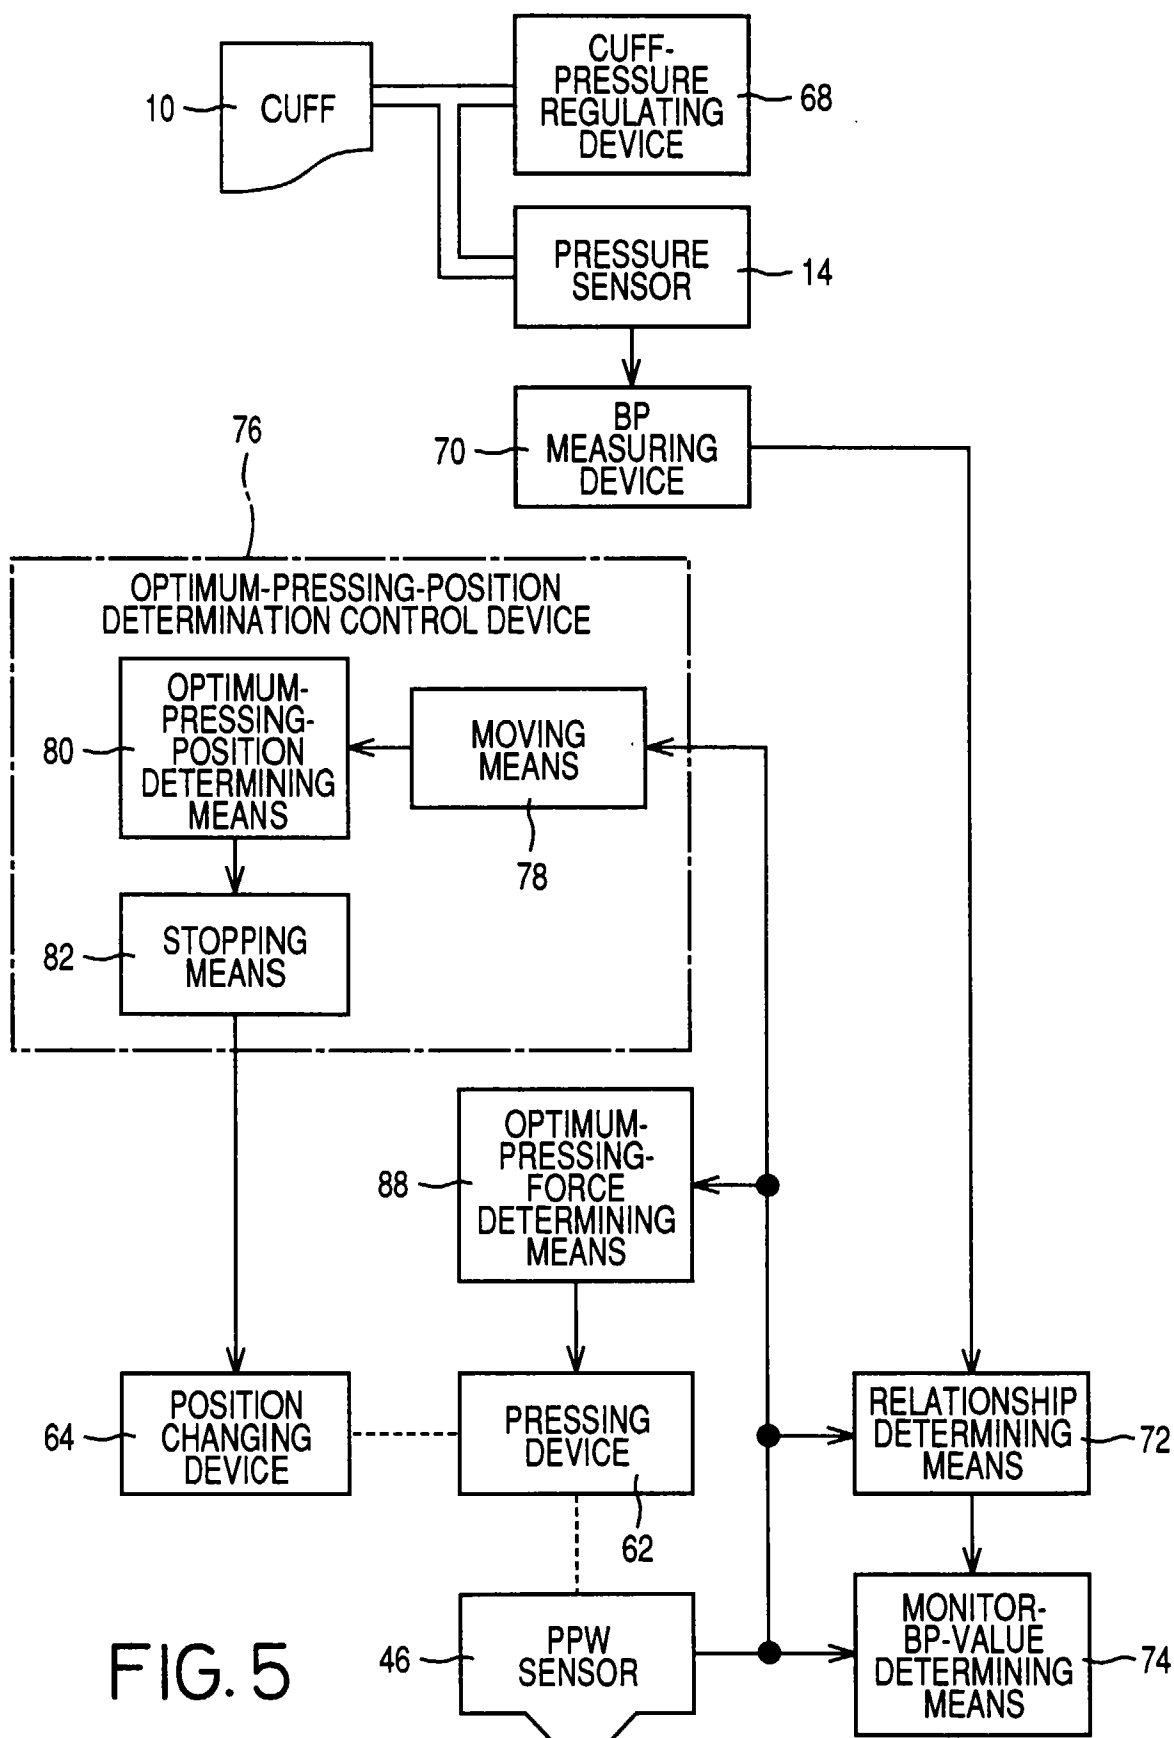 CUFF
10
CUFF-
PRESSURE
REGULATING
DEVICE
68
PRESSURE
SENSOR
14
BP
MEASURING
DEVICE
70
76
OPTIMUM-PRESSING-POSITION
DETERMINATION CONTROL DEVICE
OPTIMUM-
PRESSING-
POSITION
DETERMINING
MEANS
80
MOVING
MEANS
78
STOPPING
MEANS
82
OPTIMUM-
PRESSING-
FORCE
DETERMINING
MEANS
88
POSITION
CHANGING
DEVICE
64
PRESSING
DEVICE
62
RELATIONSHIP
DETERMINING
MEANS
72
PPW
SENSOR
46
MONITOR-
BP-VALUE
DETERMINING
MEANS
74
FIG. 5